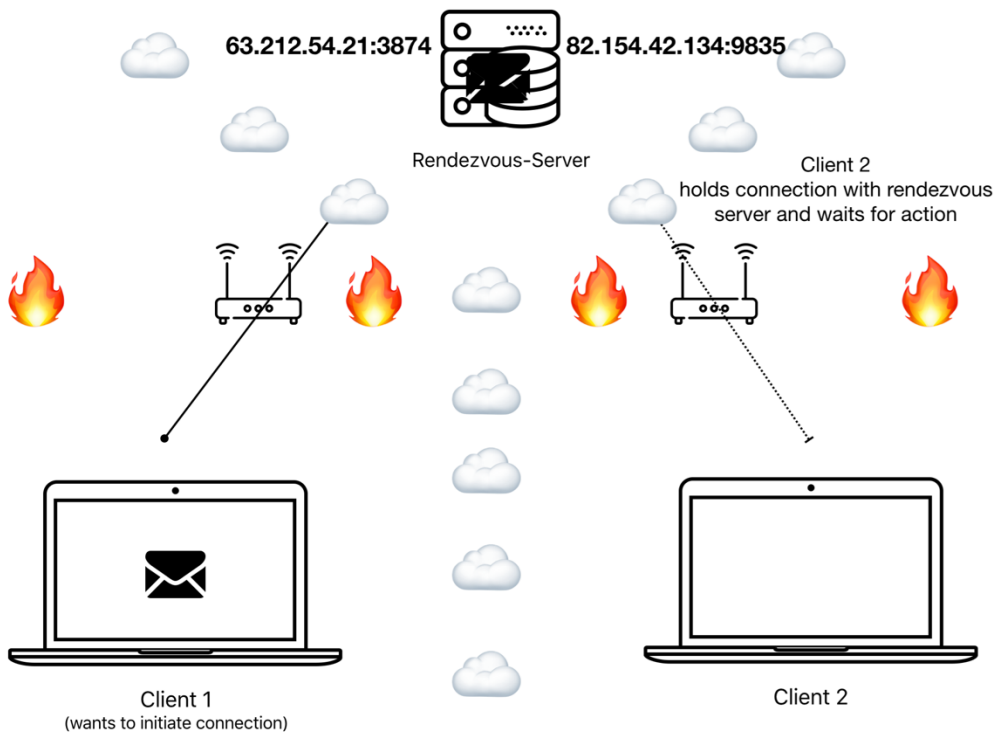 63.212.54.21:3874
82.154.42.134:9835
Rendezvous-Server
Client 2
holds connection with rendezvous
server and waits for action
Client 1
(wants to initiate connection)
Client 2